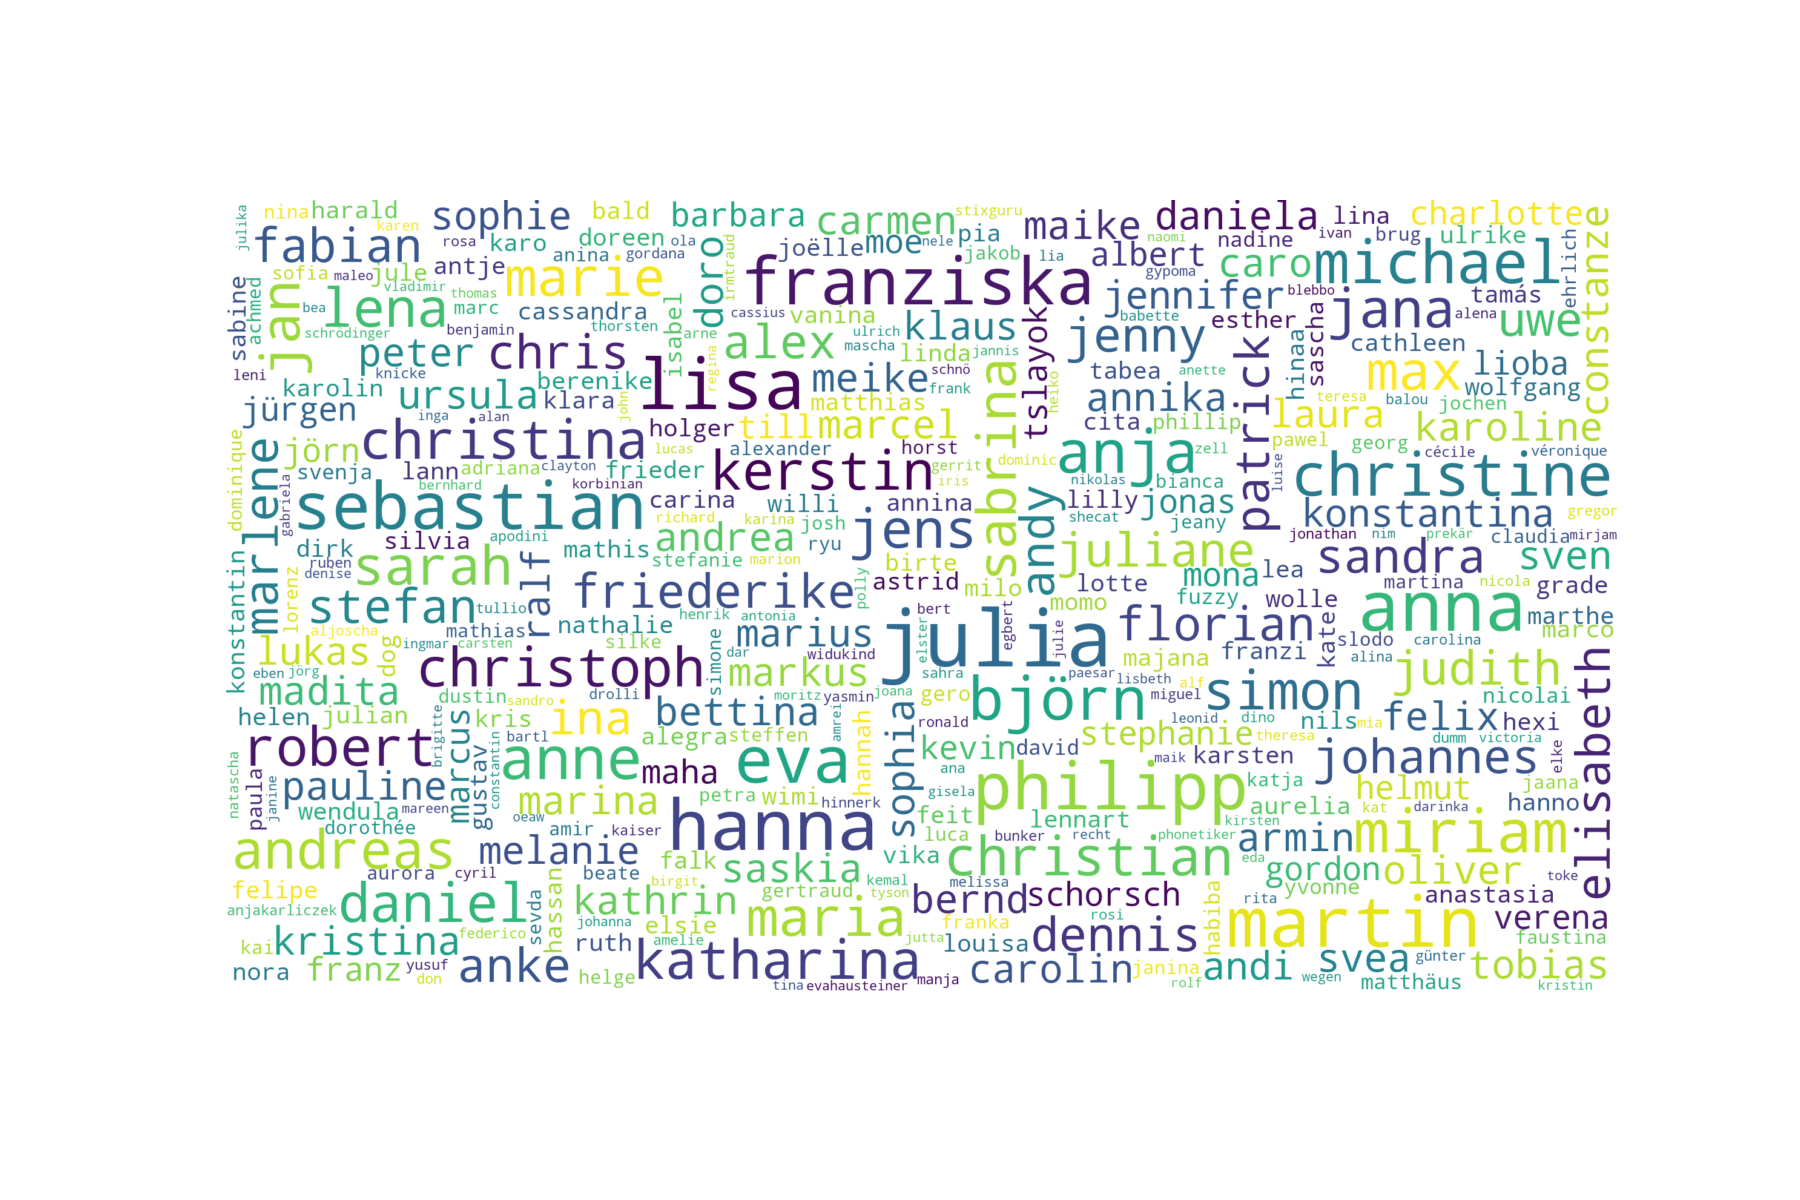 julika
nina
harald
karen
sophie
bald
barbara
carmen
stixguru
maike
daniela
lina
charlotte
constanze
fabian
rosa
karo
doreen
ola
anina
gordana
doro
irmtraud
joëlle
moe
nele
pia
jakob
lia
albert
naomi
nadine
ivan
brug
ulrike
ehrlich
sabine
achmed
sofia
maleo
jule
antje
marie
franziska
jennifer
gypoma
caro
michael
jan
bea
lena
vladimir
thomas
marc
cassandra
isabel
cassius
vanina
klaus
tslayok
babette
blebbo
esther
sascha
jana
tamás
alena
uwe
schrödinger
benjamin
thorsten
arne
alex
ulrich
mascha
jenny
hinaa
cathleen
leni
peter
chris
regina
linda
jannis
sabrina
heiko
tabea
anette
patrick
max
lioba
karolin
knicke
ursula
berenike
klara
john
lisa
meike
schnö
frank
annika
teresa
balou
wolfgang
jochen
jürgen
inga
alan
matthias
cita
phillip
laura
karoline
dominique
marlene
jörn
christina
holger
till
marcel
lucas
alexander
horst
anja
zell
pawel
georg
cécile
véronique
svenja
lann
adriana
clayton
frieder
kerstin
gerrit
dominic
nikolas
bianca
luise
christine
gabriela
bernhard
korbinian
carina
willi
annina
iris
andy
lilly
jonas
sebastian
richard
karina
josh
jens
shecat
jeany
konstantina
gregor
konstantin
dirk
silvia
apodini
mathis
andrea
ryu
juliane
jonathan
nim
prekär
claudia
mirjam
ruben
denise
sarah
ralf
stefanie
marion
birte
polly
astrid
milo
lotte
mona
lea
sandra
sven
lorenz
stefan
tullio
friederike
henrik
antonia
bert
egbert
momo
fuzzy
wolle
martina
nicola
grade
anna
marthe
aljoscha
dog
mathias
nathalie
marius
julia
julie
florian
kate
slodo
carolina
marco
lukas
ingmar
carsten
silke
simone
dar
widukind
elster
majana
franzi
alina
elisabeth
eben
jörg
christoph
markus
sahra
paesar
lisbeth
alf
judith
madita
dustin
sandro
drolli
moritz
yasmin
joana
gero
björn
miguel
simon
nicolai
helen
julian
brigitte
marcus
kris
ina
bettina
amrei
hannah
sophia
ronald
leonid
dino
nils
mia
felix
hexi
natascha
robert
gustav
bartl
alegra
steffen
kevin
david
stephanie
theresa
dumm
victoria
elke
paula
janine
pauline
constantin
anne
maha
eva
ana
maik
karsten
johannes
wendula
mareen
marina
petra
wimi
hinnerk
gisela
philipp
katja
helmut
jaana
dorothée
oeaw
amir
kaiser
hanna
feit
luca
lennart
aurelia
kat
darinka
hanno
andreas
melanie
bunker
recht
phonetiker
kirsten
armin
miriam
aurora
cyril
beate
falk
saskia
vika
christian
eda
gordon
oliver
toke
felipe
hassan
birgit
gertraud
kemal
tyson
melissa
bernd
schorsch
habiba
yvonne
rita
anastasia
anjakarliczek
daniel
sevda
kathrin
johanna
elsie
maria
franka
rosi
martin
verena
kai
kristina
federico
ruth
amelie
jutta
louisa
dennis
faustina
nora
franz
yusuf
don
anke
helge
katharina
tina
evahausteiner
manja
carolin
janina
rolf
andi
wegen
svea
matthäus
günter
tobias
kristin